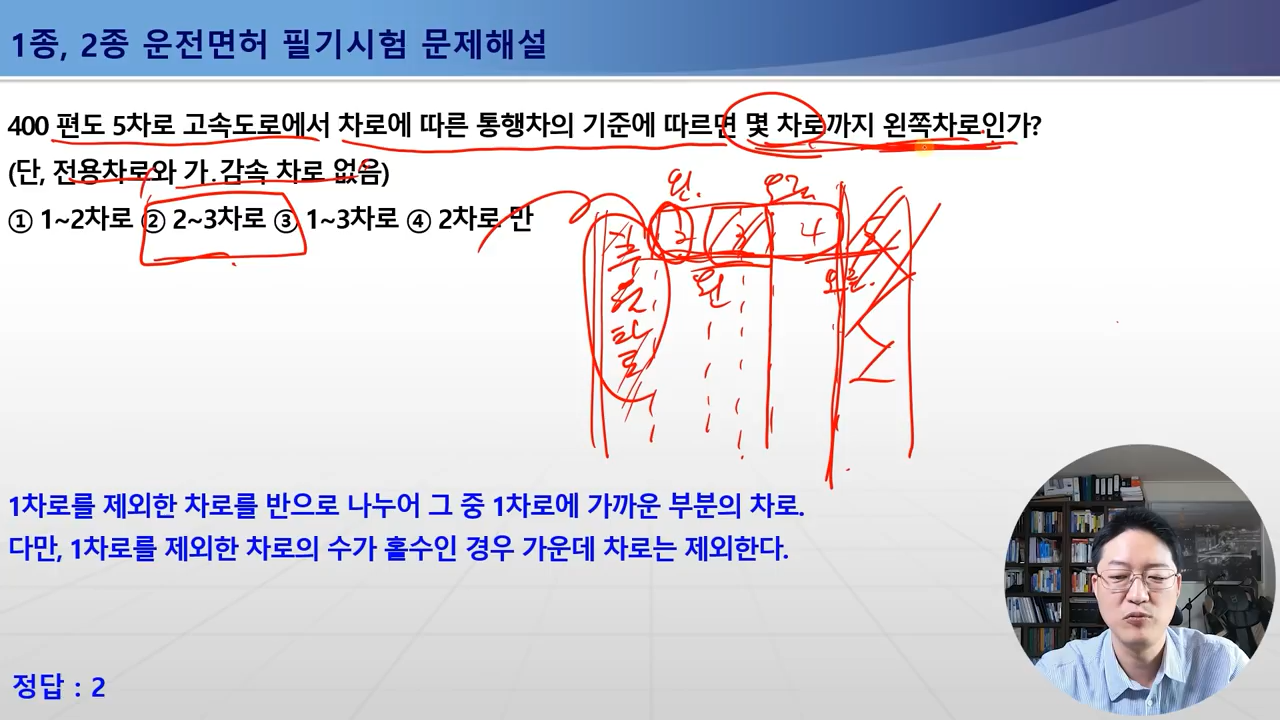 1종, 2종 운전면허 필기시험 문제해설
400 편도 5차로 고속도로에서 차로에 따른 통행차의 기준에 따르면 몇 차로까지 왼쪽차로인가?
(단, 전용차로와 가.감속 차로 없음)
① 1~2차로 ② 2~3차로 ③ 1~3차로 ④ 2차로 만
왼.
2 3 4
왼
1차로를 제외한 차로를 반으로 나누어 그 중 1차로에 가까운 부분의 차로.
다만, 1차로를 제외한 차로의 수가 홀수인 경우 가운데 차로는 제외한다.
정답 : 2